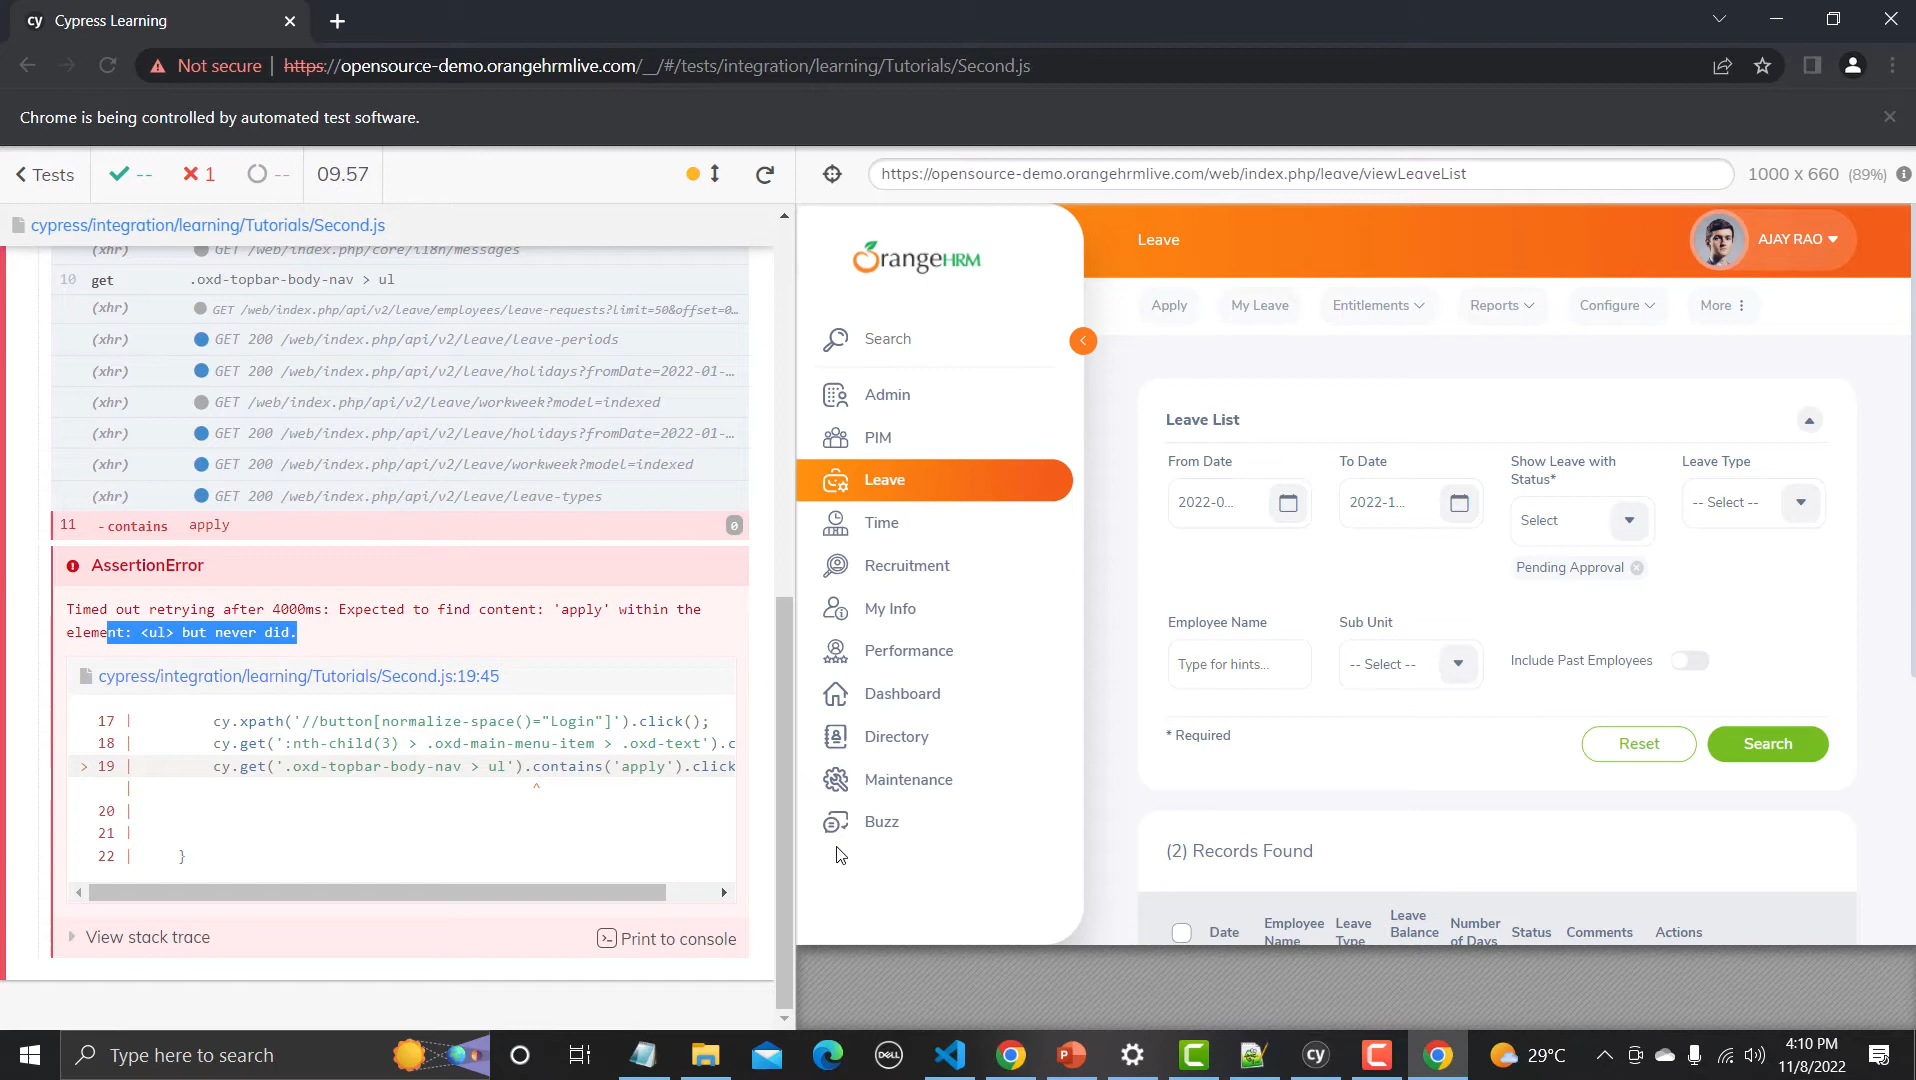 cy Cypress Learning
Not secure https://opensource-demo.orangehrmlive.com/__/#/tests/integration/learning/Tutorials/Second.js
Chrome is being controlled by automated test software.
Tests -- 1 -- 09.57
cypress/integration/learning/Tutorials/Second.js
(xhr) GET /web/index.php/core/i18n/messages
10 get .oxd-topbar-body-nav > ul
(xhr) GET /web/index.php/api/v2/leave/employees/leave-requests?limit=50&offset=0…
(xhr) GET 200 /web/index.php/api/v2/leave/leave-periods
(xhr) GET 200 /web/index.php/api/v2/leave/holidays?fromDate=2022-01-…
(xhr) GET /web/index.php/api/v2/leave/workweek?model=indexed
(xhr) GET 200 /web/index.php/api/v2/leave/holidays?fromDate=2022-01-…
(xhr) GET 200 /web/index.php/api/v2/leave/workweek?model=indexed
(xhr) GET 200 /web/index.php/api/v2/leave/leave-types
11 -contains apply 0
AssertionError
Timed out retrying after 4000ms: Expected to find content: 'apply' within the
element: <ul> but never did.
cypress/integration/learning/Tutorials/Second.js:19:45
17 | cy.xpath('//button[normalize-space()="Login"]').click();
18 | cy.get(':nth-child(3) > .oxd-main-menu-item > .oxd-text').c
> 19 | cy.get('.oxd-topbar-body-nav > ul').contains('apply').click
| ^
20 |
21 |
22 | }
View stack trace
Print to console
https://opensource-demo.orangehrmlive.com/web/index.php/leave/viewLeaveList
1000 x 660 (89%)
OrangeHRM
Search
Admin
PIM
Leave
Time
Recruitment
My Info
Performance
Dashboard
Directory
Maintenance
Buzz
Leave
AJAY RAO
Apply My Leave Entitlements Reports Configure More
Leave List
From Date
2022-0...
To Date
2022-1...
Show Leave with
Status*
Select
Pending Approval
Leave Type
-- Select --
Employee Name
Type for hints...
Sub Unit
-- Select --
Include Past Employees
* Required
Reset
Search
(2) Records Found
Date
Employee
Name
Leave
Type
Leave
Balance
Number
of Days
Status
Comments
Actions
Type here to search
DELL
cy
29°C
4:10 PM
11/8/2022